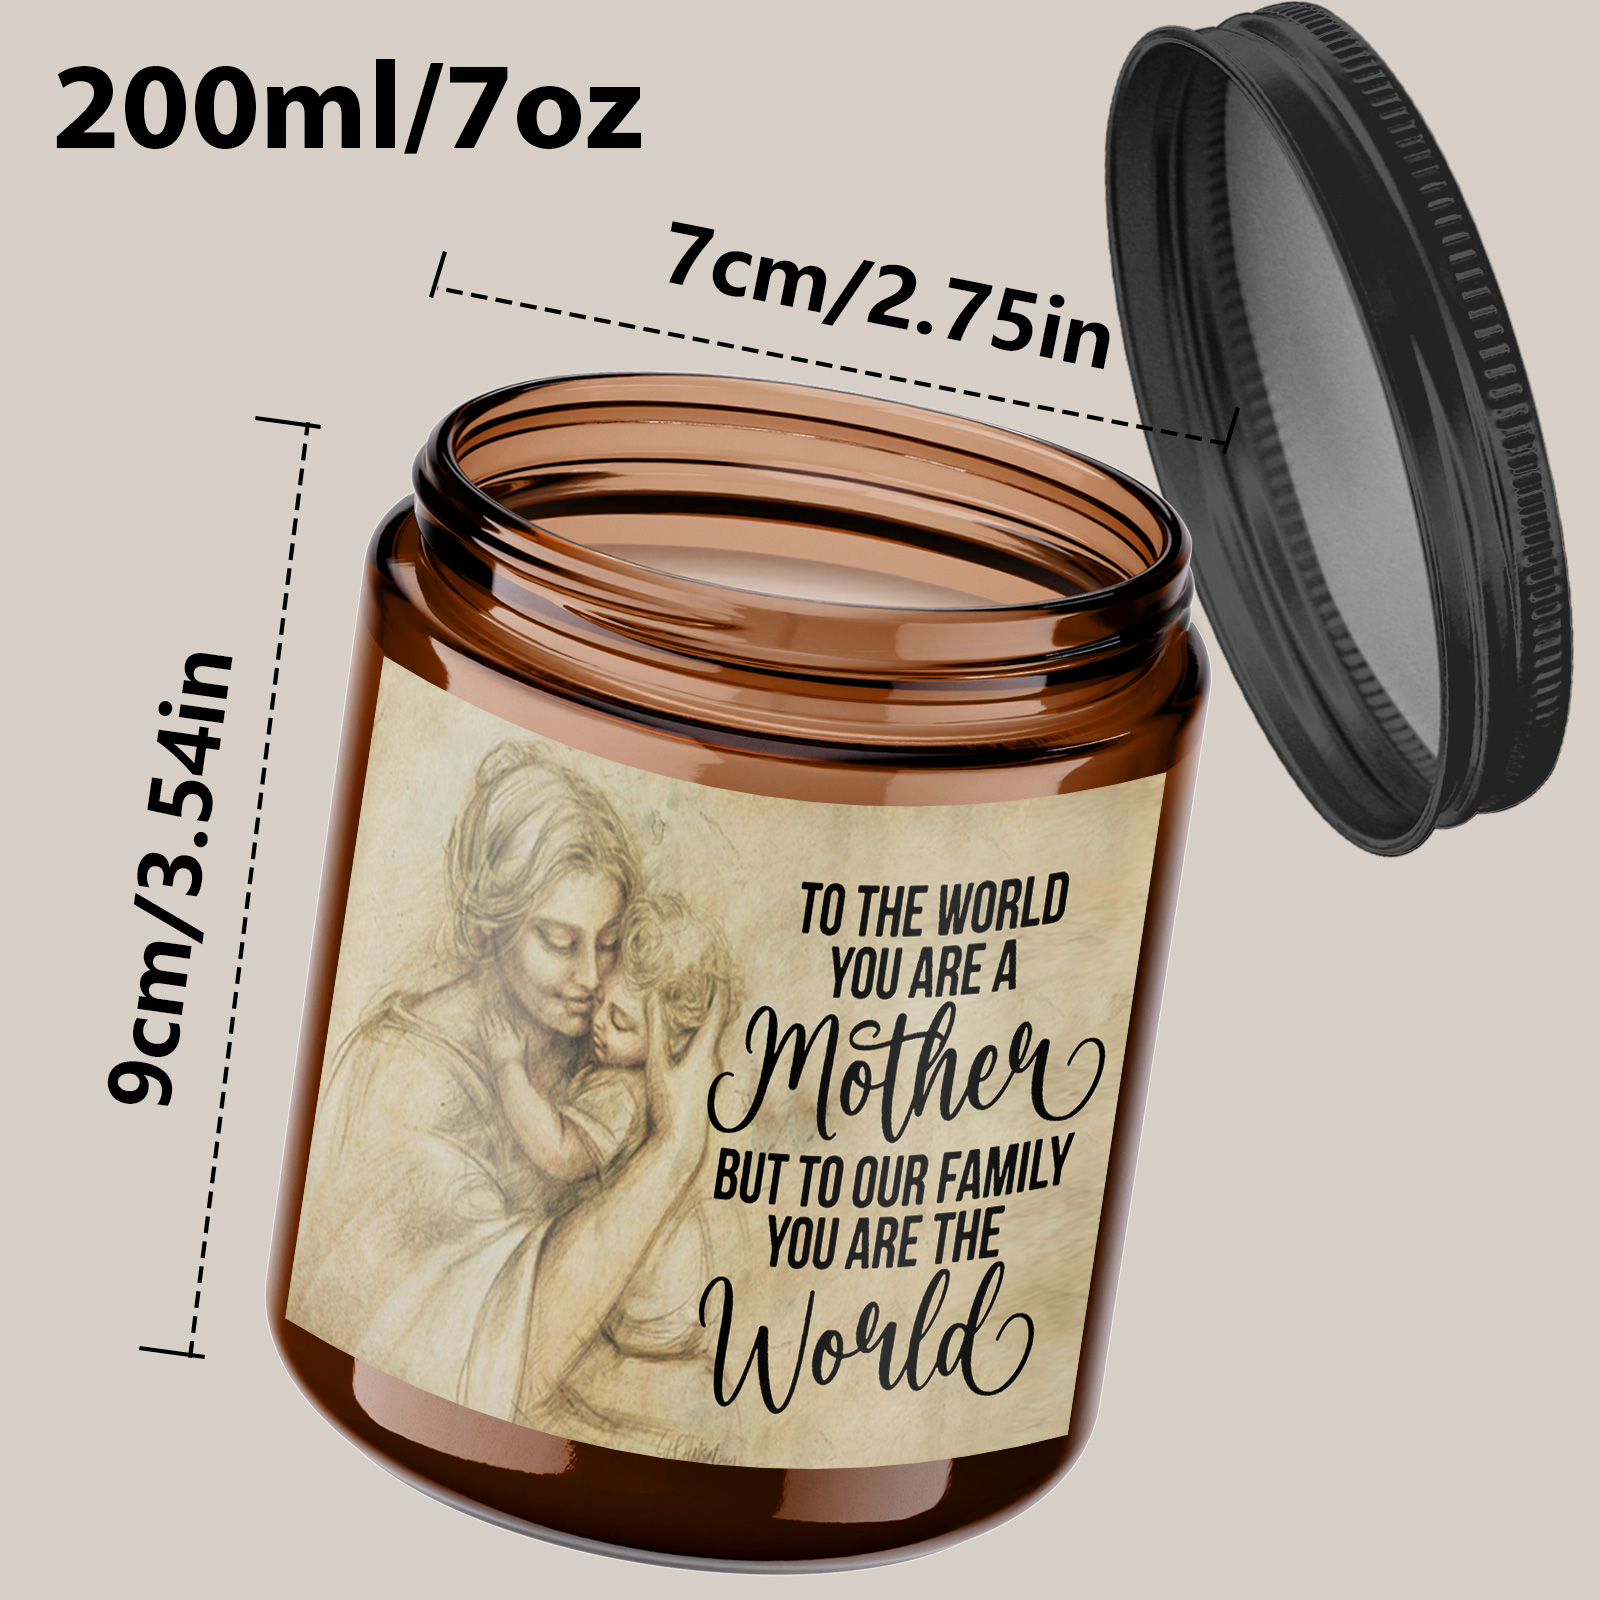 200ml/7oz
7cm/2.75in
9cm/3.54in
TO THE WORLD
YOU ARE A
Mother
BUT TO OUR FAMILY
YOU ARE THE
World